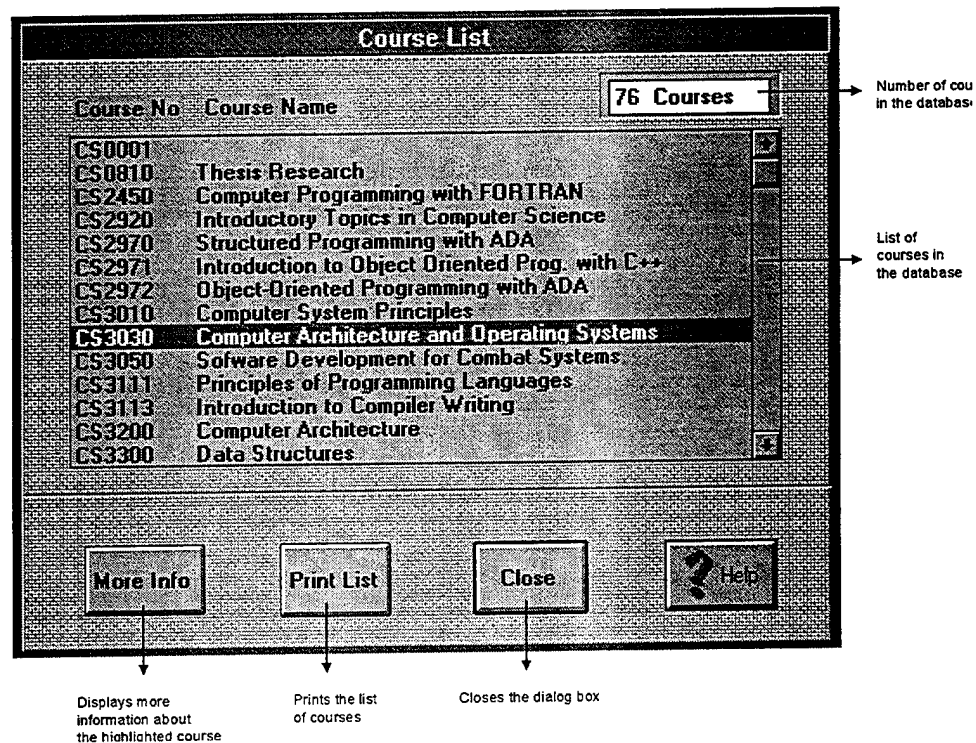 Course List
76 Courses
Number of cou
in the database
Course No Course Name
CS0001
CS0810 Thesis Research
CS2450 Computer Programming with FORTRAN
CS2920 Introductory Topics in Computer Science
CS2970 Structured Programming with ADA
CS2971 Introduction to Object Oriented Prog. with C++
CS2972 Object-Oriented Programming with ADA
CS3010 Computer System Principles
CS3030 Computer Architecture and Operating Systems
CS3050 Sofware Development for Combat Systems
CS3111 Principles of Programming Languages
CS3113 Introduction to Compiler Writing
CS3200 Computer Architecture
CS3300 Data Structures
List of
courses in
the database
More Info
Print List
Close
? Help
Displays more
information about
the highlighted course
Prints the list
of courses
Closes the dialog box